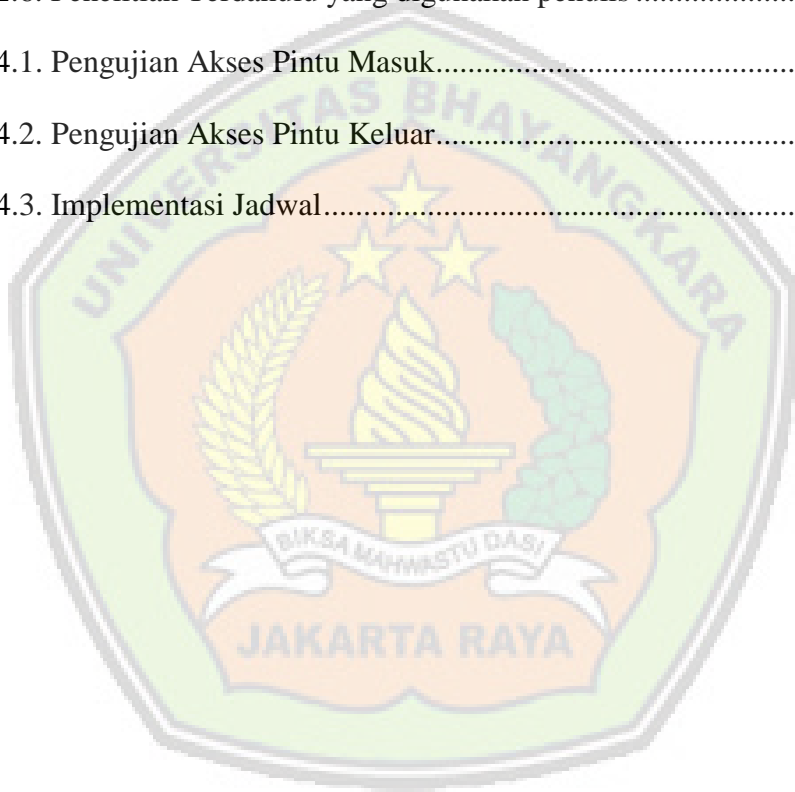 4.1. Pengujian Akses Pintu Masuk..........................................
4.2. Pengujian Akses Pintu Keluar..........................................
4.3. Implementasi Jadwal........................................................
UNIVERSITAS BHAYANGKARA
BIKSA MAHWASTU DASI
JAKARTA RAYA